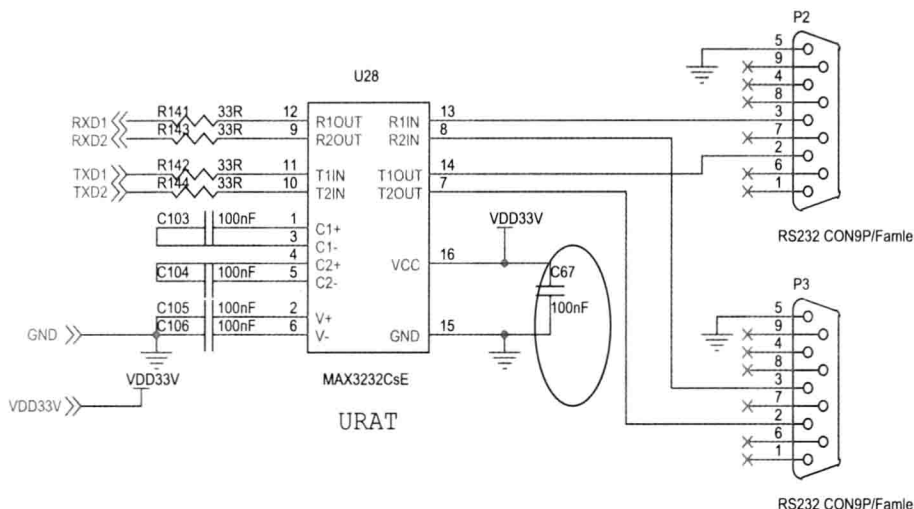 P2
U28
5
9
4
8
3
7
2
6
1
RS232 CON9P/Famle
RXD1 R141 33R 12 R1OUT R1IN 13
RXD2 R143 33R 9 R2OUT R2IN 8
TXD1 R142 33R 11 T1IN T1OUT 14
TXD2 R144 33R 10 T2IN T2OUT 7
C103 100nF 1 C1+
3 C1-
4 C2+
C104 100nF 5 C2-
VDD33V
VCC 16
C67
100nF
C105 100nF 2 V+
C106 100nF 6 V-
GND 15
GND
VDD33V
VDD33V
MAX3232CsE
URAT
P3
5
9
4
8
3
7
2
6
1
RS232 CON9P/Famle